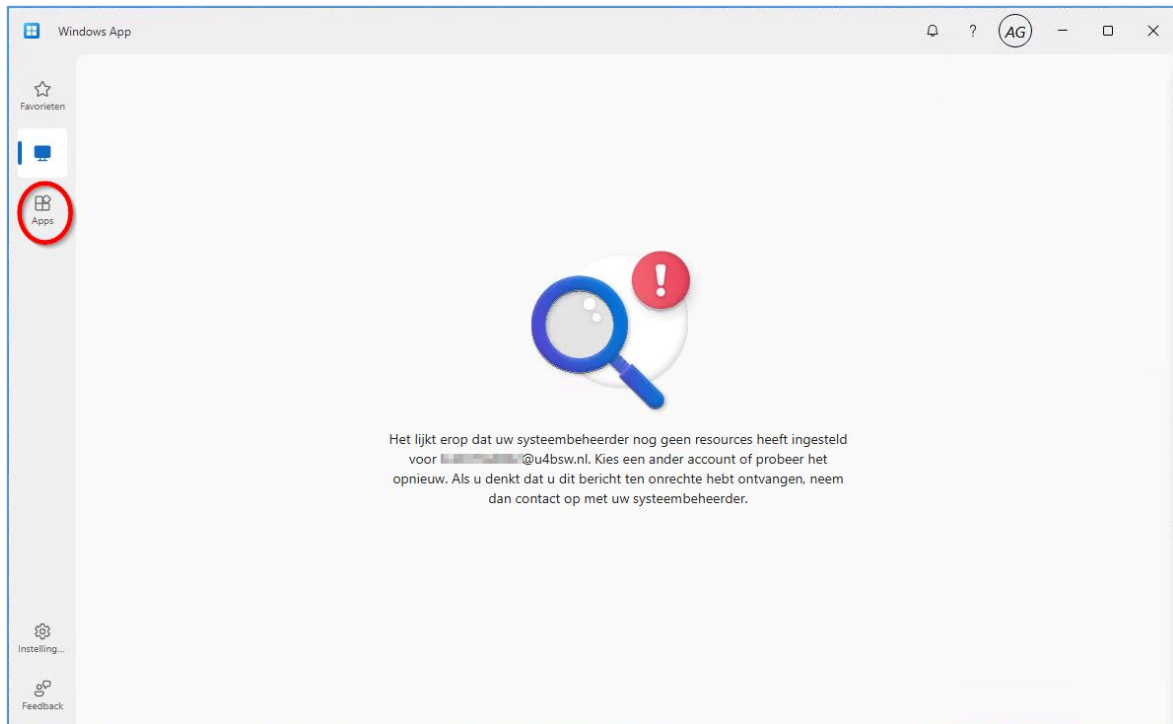 Windows App
?
AG
Favorieten
Apps
Het lijkt erop dat uw systeembeheerder nog geen resources heeft ingesteld
voor @u4bsw.nl. Kies een ander account of probeer het
opnieuw. Als u denkt dat u dit bericht ten onrechte hebt ontvangen, neem
dan contact op met uw systeembeheerder.
Instelling...
Feedback